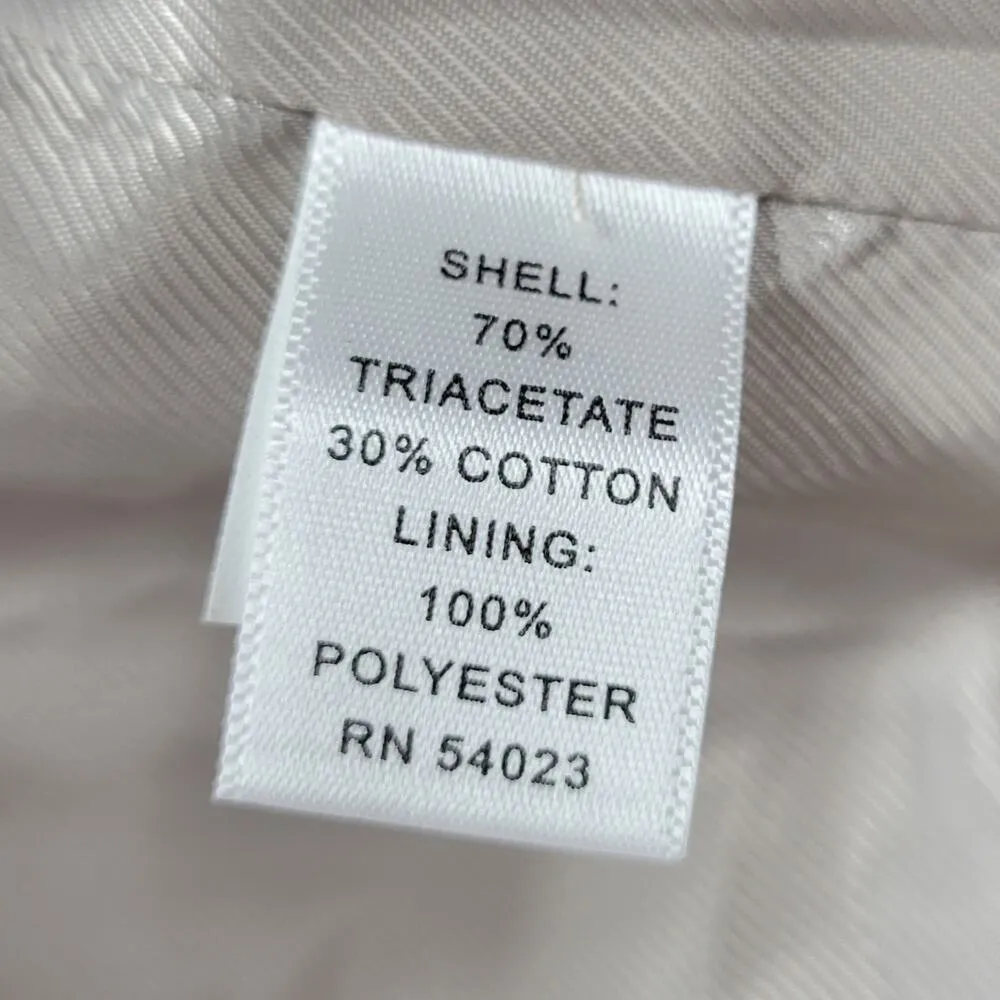 SHELL:
70%
TRIACETATE
30% COTTON
LINING:
100%
POLYESTER
RN 54023